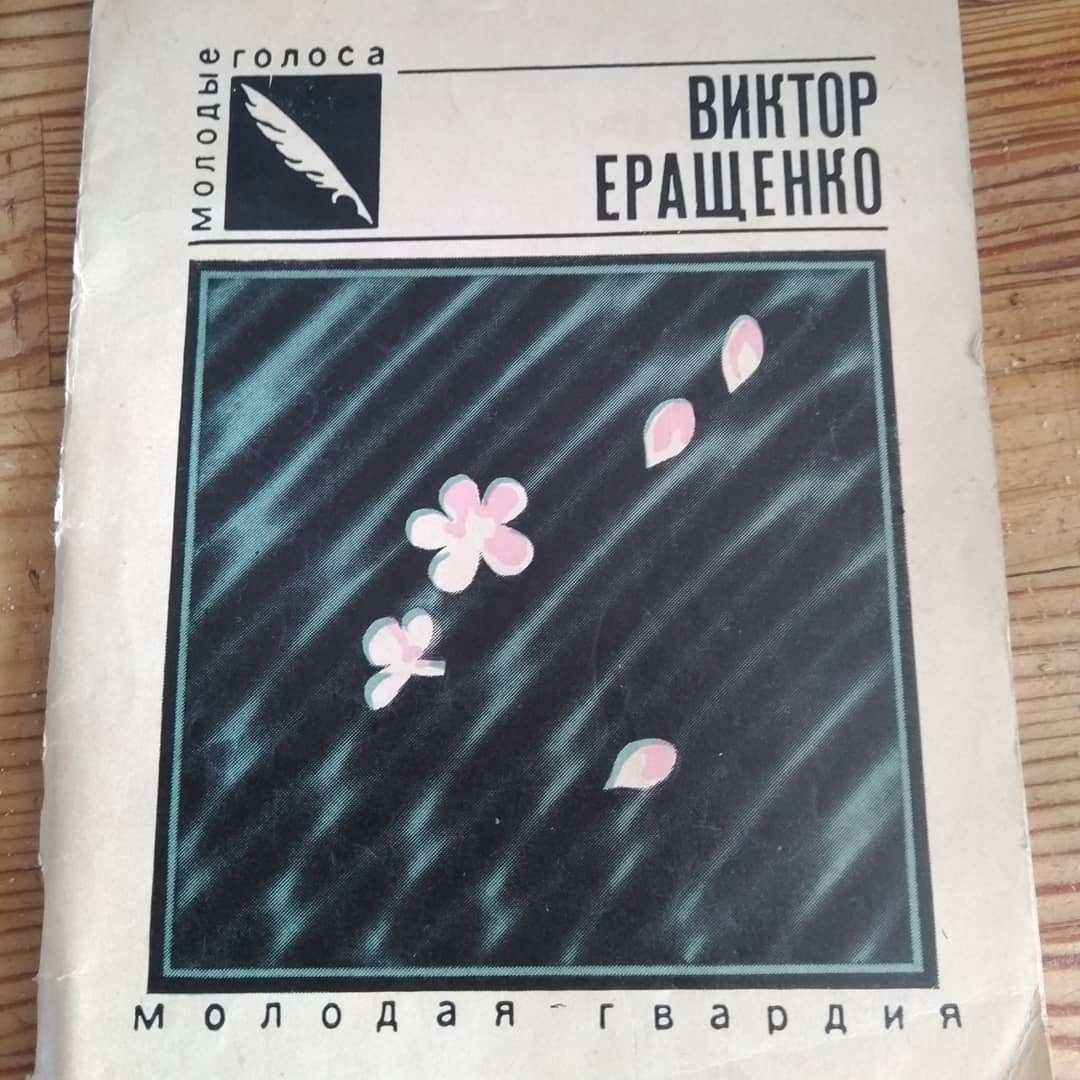 молодые голоса
ВИКТОР
ЕРАЩЕНКО
молодая гвардия